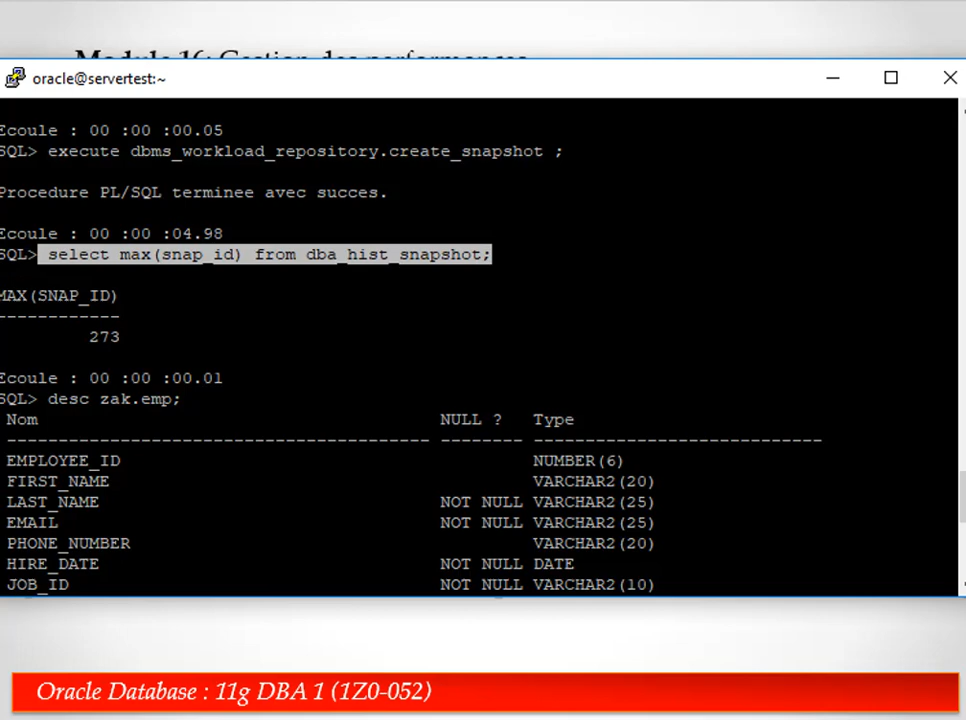 Module 16: Gestion des performances
oracle@servertest:~
Ecoule : 00 :00 :00.05
SQL> execute dbms_workload_repository.create_snapshot ;
Procedure PL/SQL terminee avec succes.
Ecoule : 00 :00 :04.98
SQL> select max(snap_id) from dba_hist_snapshot;
MAX(SNAP_ID)
------------
273
Ecoule : 00 :00 :00.01
SQL> desc zak.emp;
Nom NULL ? Type
----------------------------------------- -------- ----------------------------
EMPLOYEE_ID NUMBER(6)
FIRST_NAME VARCHAR2(20)
LAST_NAME NOT NULL VARCHAR2(25)
EMAIL NOT NULL VARCHAR2(25)
PHONE_NUMBER VARCHAR2(20)
HIRE_DATE NOT NULL DATE
JOB_ID NOT NULL VARCHAR2(10)
Oracle Database : 11g DBA 1 (1Z0-052)